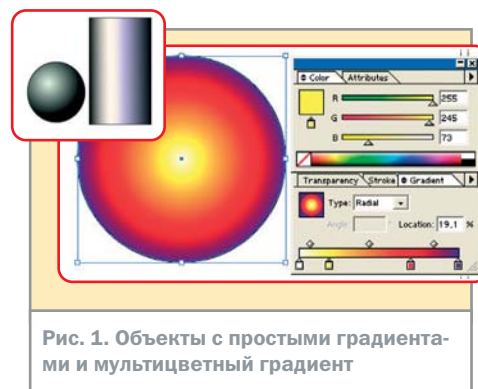 Color Attributes
R 255
G 245
B 73
Transparency Stroke Gradient
Type: Radial
Angle: Location: 19,1 %
Рис. 1. Объекты с простыми градиента-
ми и мультицветный градиент